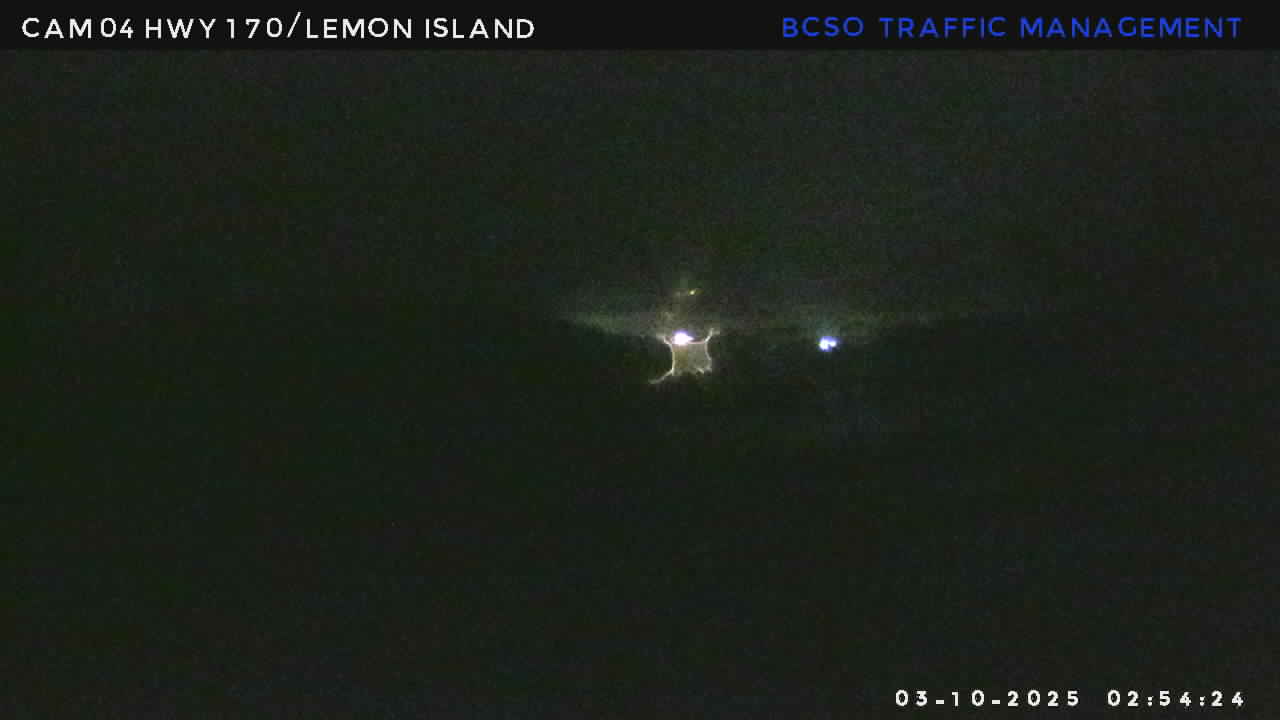 CAM04 HWY 170/LEMON ISLAND
BCSO TRAFFIC MANAGEMENT
03-10-2025 02:54:24